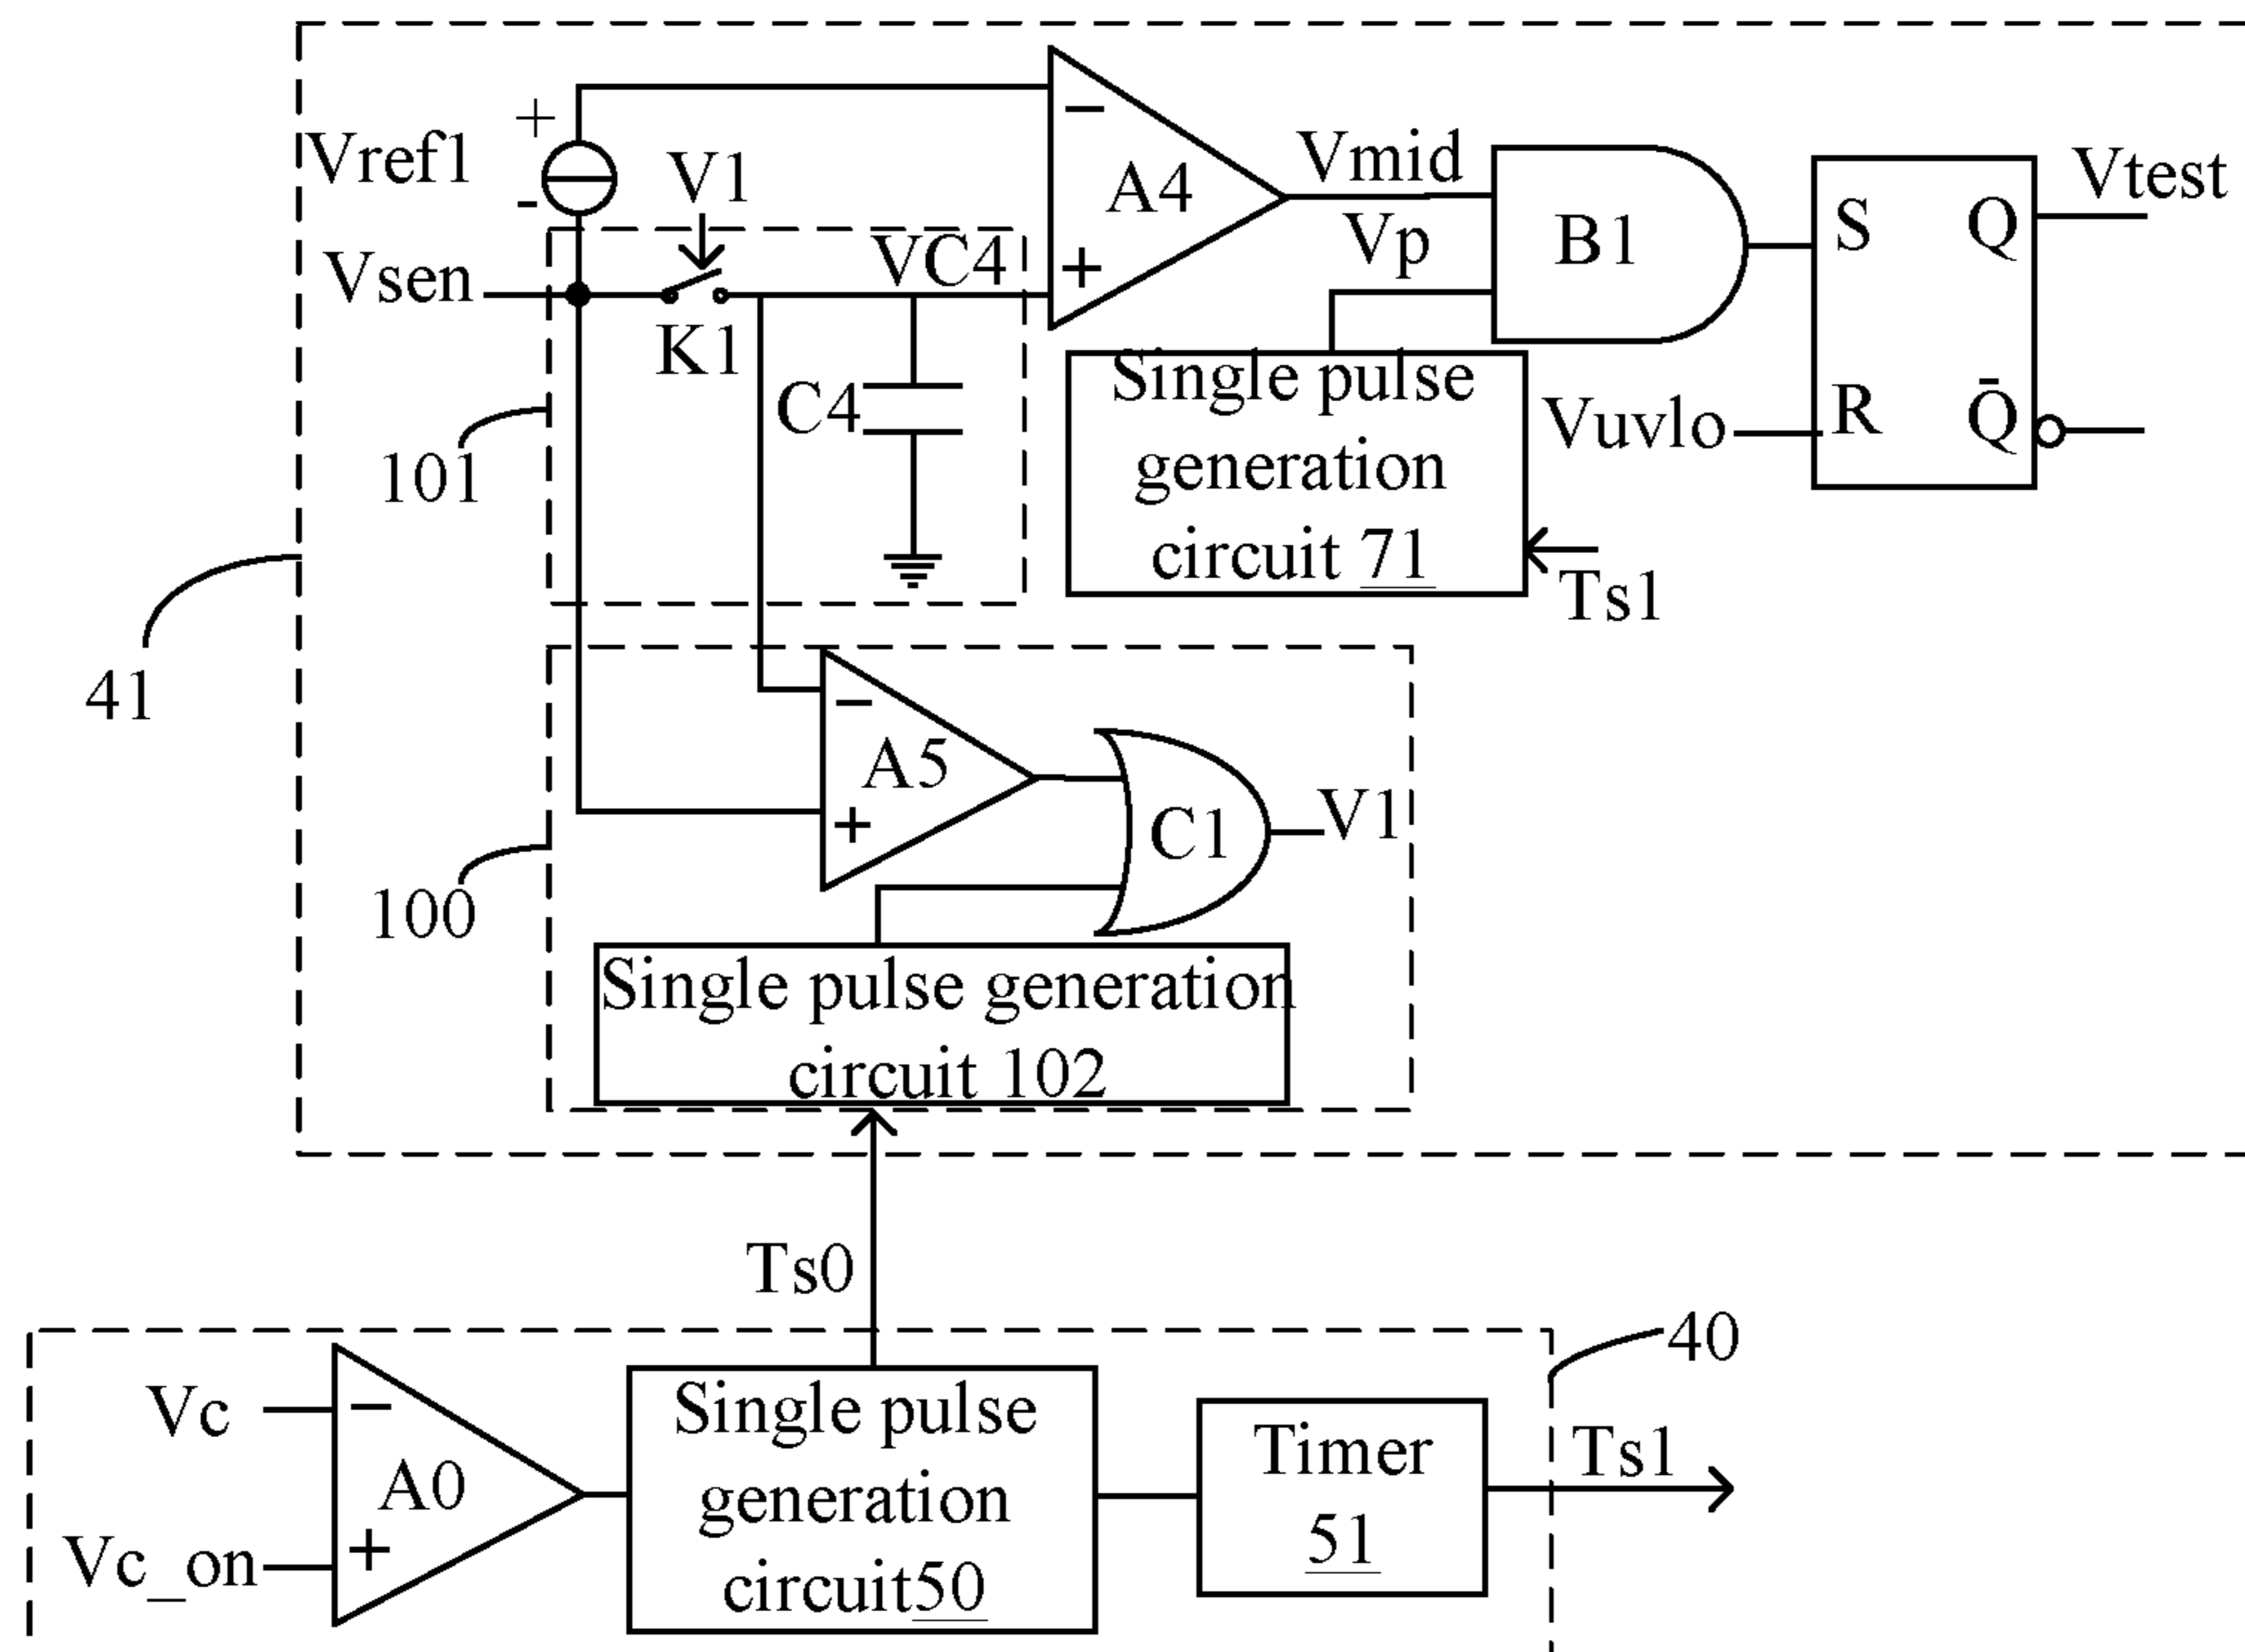 +
Vref1
-
V1
A4
−
+
Vmid
Vp
B1
S
Q
R
Q̄
Vtest
Vsen
K1
VC4
C4
Vuvlo
101
Single pulse
generation
circuit 71
Ts1
41
−
A5
+
C1
V1
100
Single pulse generation
circuit 102
Ts0
40
Vc
−
A0
+
Vc_on
Single pulse
generation
circuit50
Timer
51
Ts1